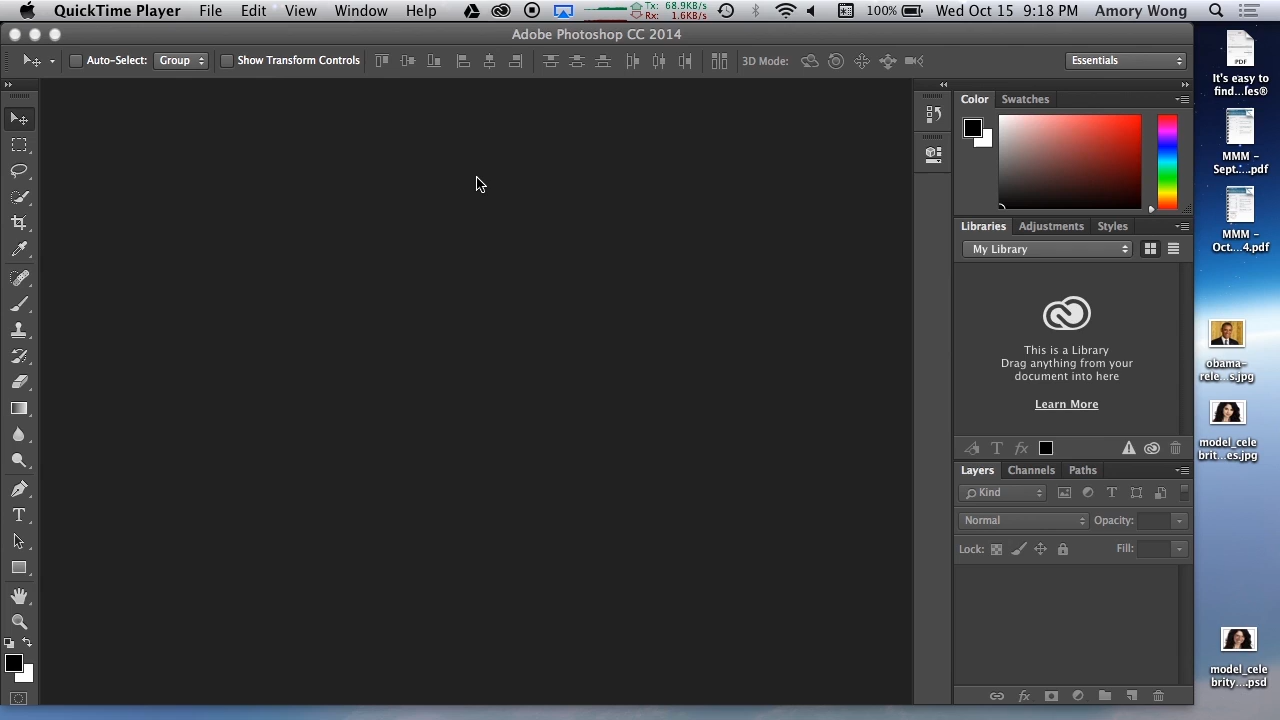 QuickTime Player File Edit View Window Help Tx: 68.9KB/s Rx: 1.6KB/s 100% Wed Oct 15 9:18 PM Amory Wong
Adobe Photoshop CC 2014
Auto-Select: Group Show Transform Controls 3D Mode: Essentials
Color Swatches
Libraries Adjustments Styles
My Library
This is a Library
Drag anything from your
document into here
Learn More
T fx
Layers Channels Paths
Kind T
Normal Opacity:
Lock: Fill:
fx
T
PDF
It's easy to
find...les®
MMM -
Sept....pdf
MMM -
Oct....4.pdf
obama-
rele...s.jpg
model_cele
brit...es.jpg
model_cele
brity....psd